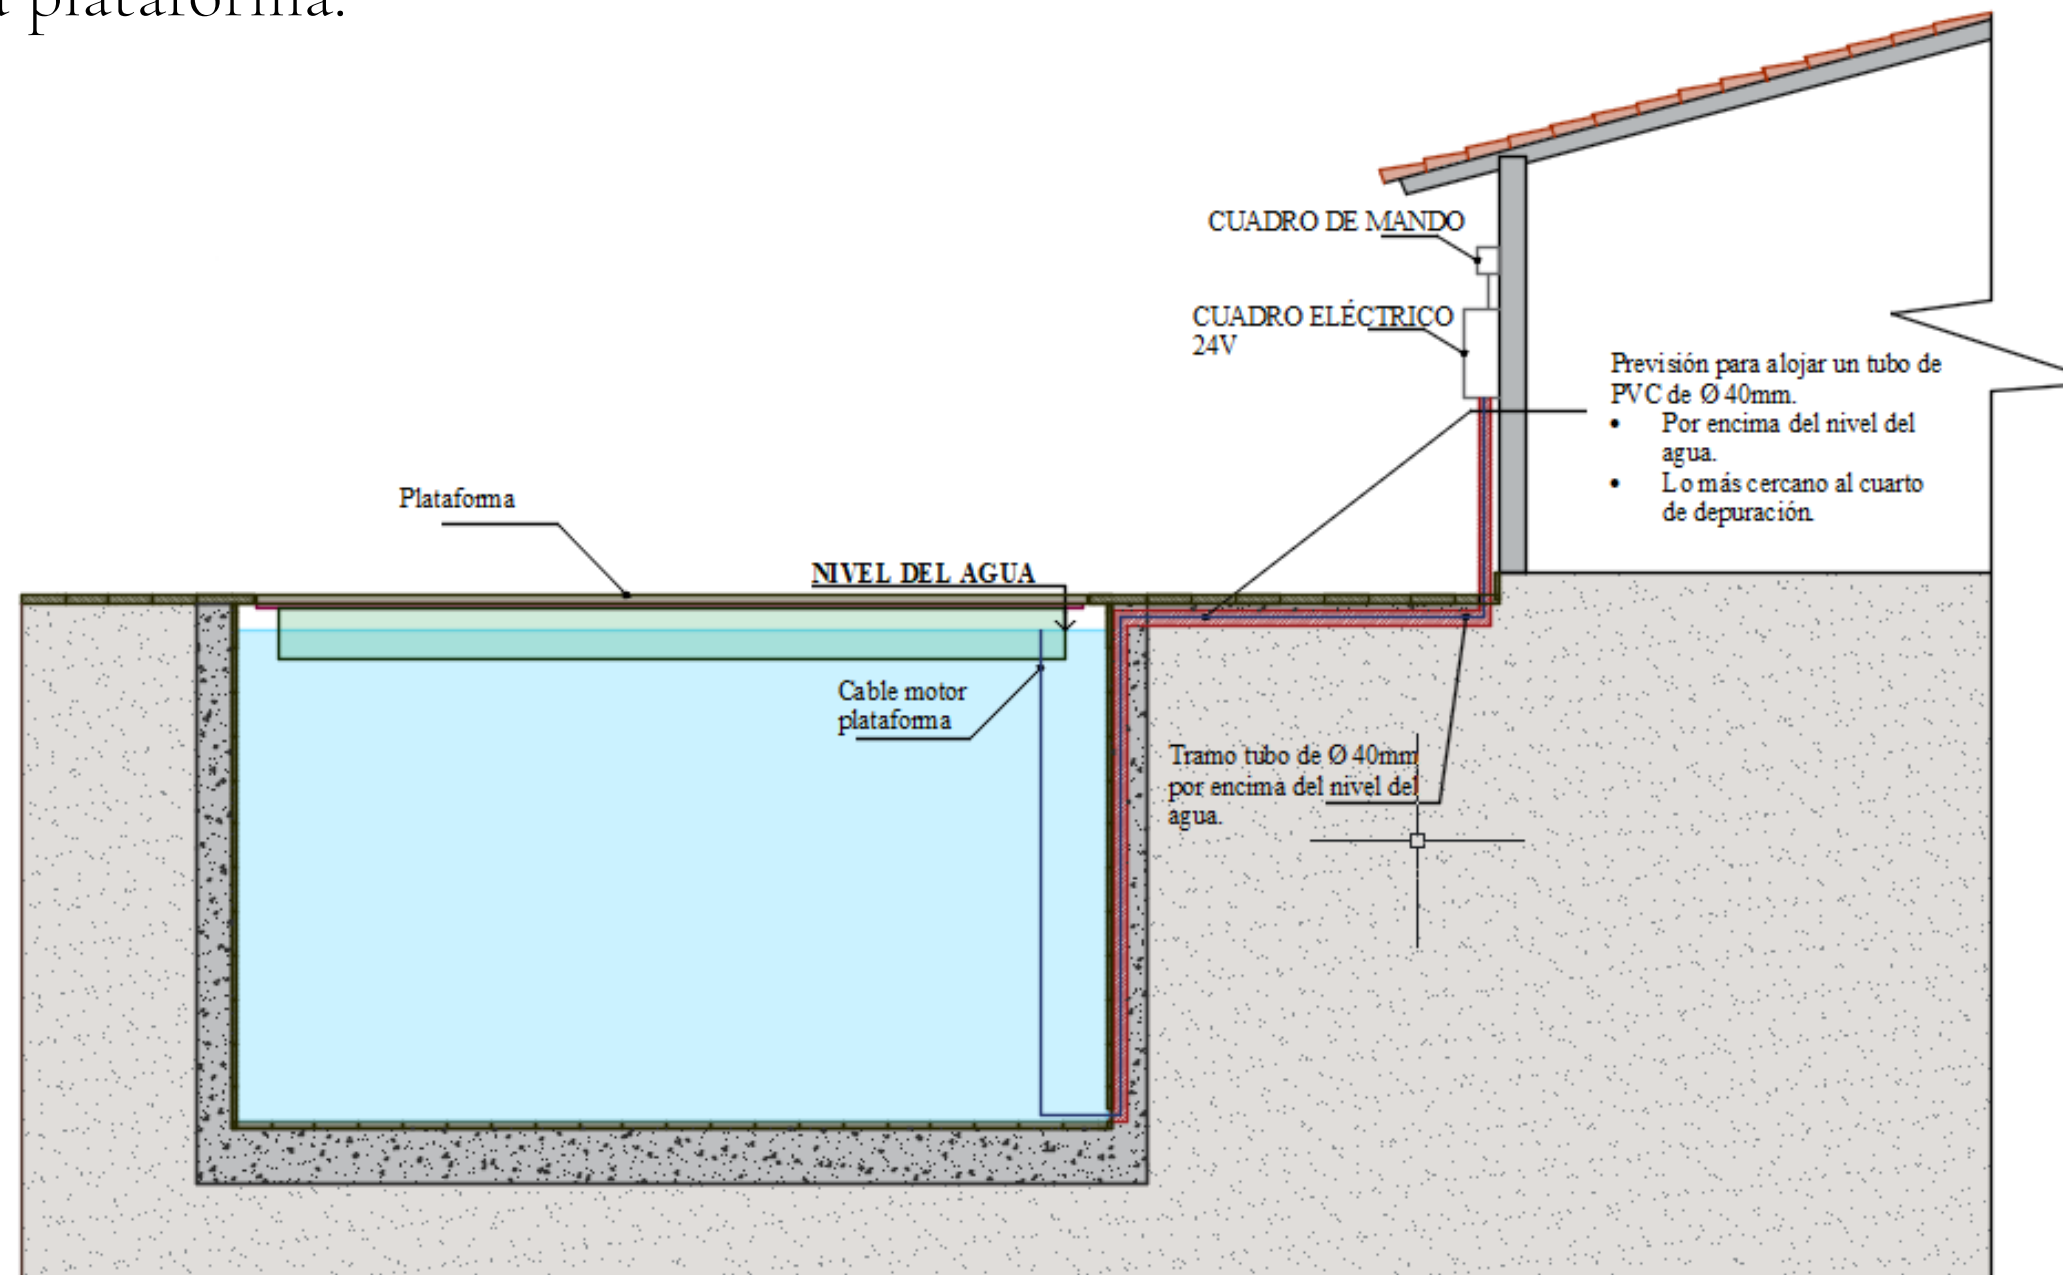 plataforma.
CUADRO DE MANDO
CUADRO ELÉCTRICO
24V
Previsión para alojar un tubo de
PVC de Ø 40mm.
• Por encima del nivel del
agua.
• Lo más cercano al cuarto
de depuración.
Plataforma
NIVEL DEL AGUA
Cable motor
plataforma
Tramo tubo de Ø 40mm
por encima del nivel del
agua.